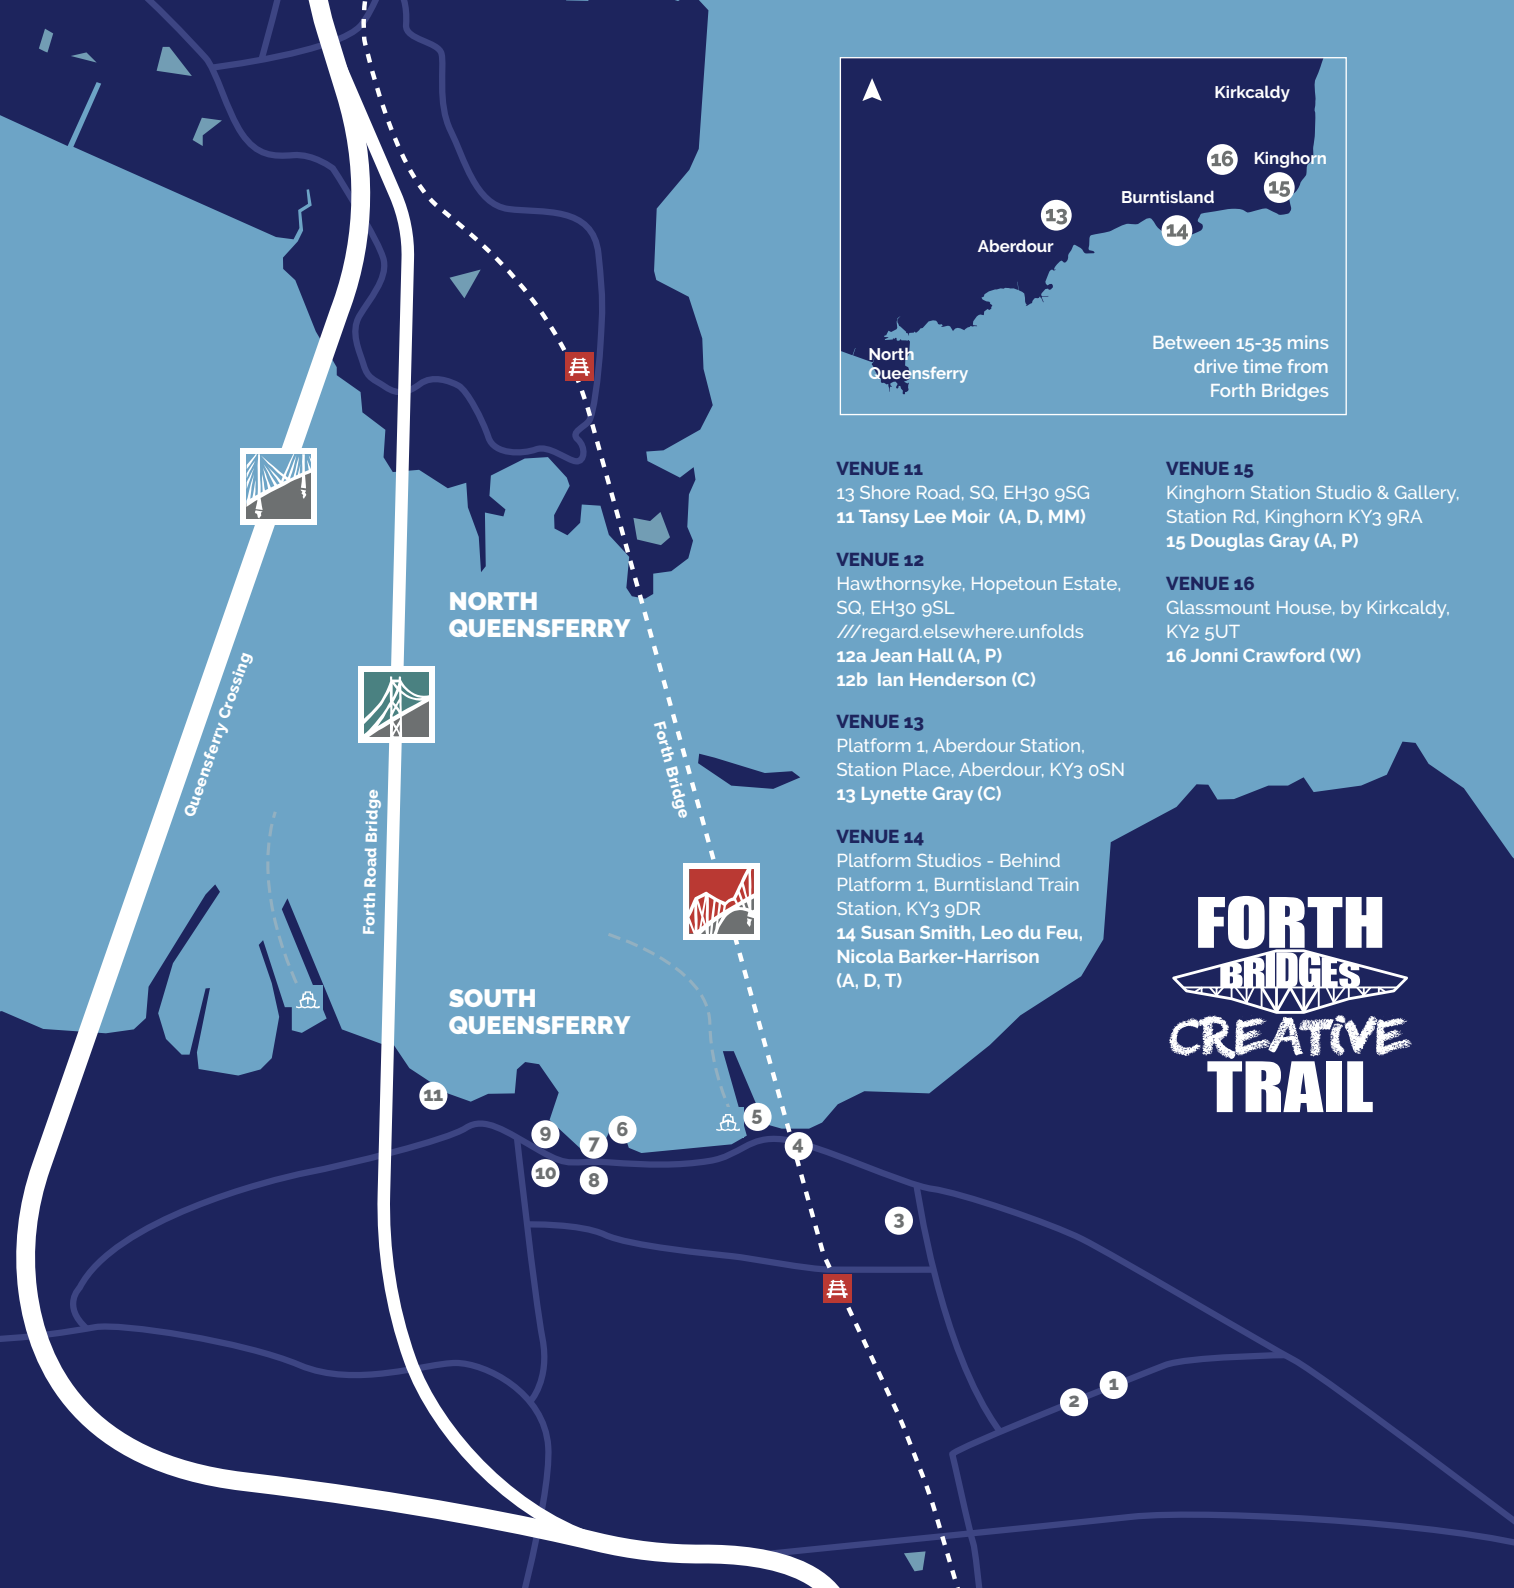 Kirkcaldy
16
Kinghorn
15
Burntisland
13
14
Aberdour
North
Queensferry
Between 15-35 mins
drive time from
Forth Bridges
VENUE 11
13 Shore Road, SQ, EH30 9SG
11 Tansy Lee Moir (A, D, MM)
VENUE 12
Hawthornsyke, Hopetoun Estate,
SQ, EH30 9SL
///regard.elsewhere.unfolds
12a Jean Hall (A, P)
12b Ian Henderson (C)
VENUE 13
Platform 1, Aberdour Station,
Station Place, Aberdour, KY3 0SN
13 Lynette Gray (C)
VENUE 14
Platform Studios - Behind
Platform 1, Burntisland Train
Station, KY3 9DR
14 Susan Smith, Leo du Feu,
Nicola Barker-Harrison
(A, D, T)
VENUE 15
Kinghorn Station Studio & Gallery,
Station Rd, Kinghorn KY3 9RA
15 Douglas Gray (A, P)
VENUE 16
Glassmount House, by Kirkcaldy,
KY2 5UT
16 Jonni Crawford (W)
NORTH
QUEENSFERRY
Queensferry Crossing
Forth Road Bridge
Forth Bridge
SOUTH
QUEENSFERRY
FORTH
BRIDGES
CREATIVE
TRAIL
11
9
7
6
5
4
10
8
3
2
1